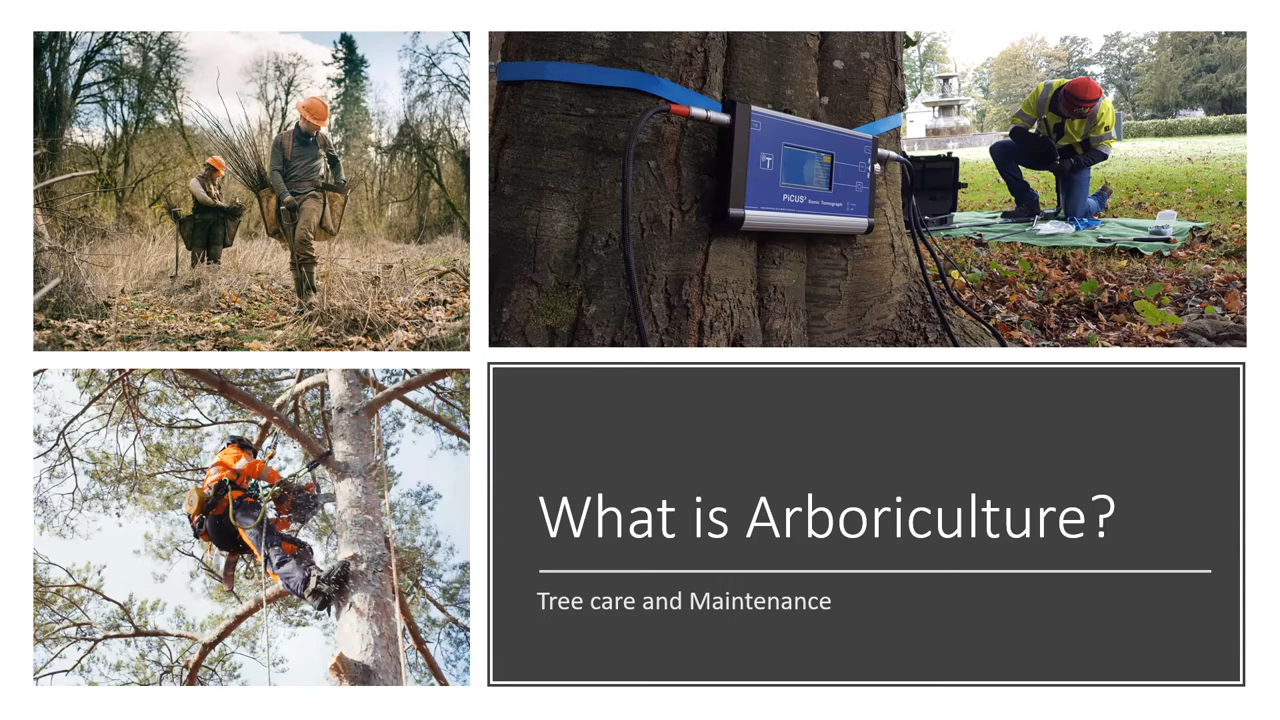 PiCUS³ Sonic Tomograph
What is Arboriculture?
Tree care and Maintenance